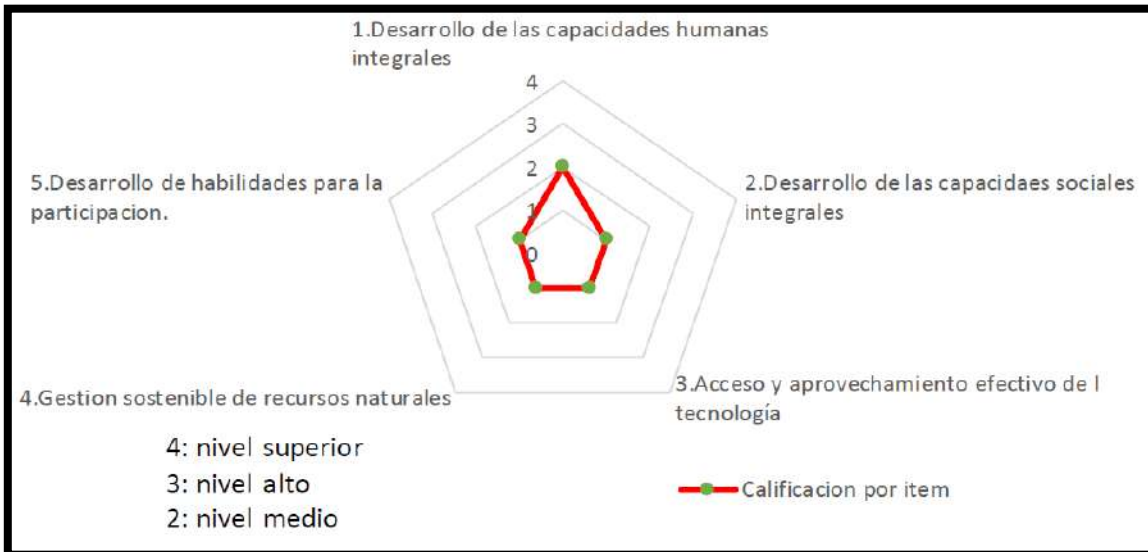 1.Desarrollo de las capacidades humanas
integrales
4
3
2
1
0
5.Desarrollo de habilidades para la
participacion.
2.Desarrollo de las capacidaes sociales
integrales
4.Gestion sostenible de recursos naturales
3.Acceso y aprovechamiento efectivo de l
tecnología
4: nivel superior
3: nivel alto
2: nivel medio
Calificacion por item